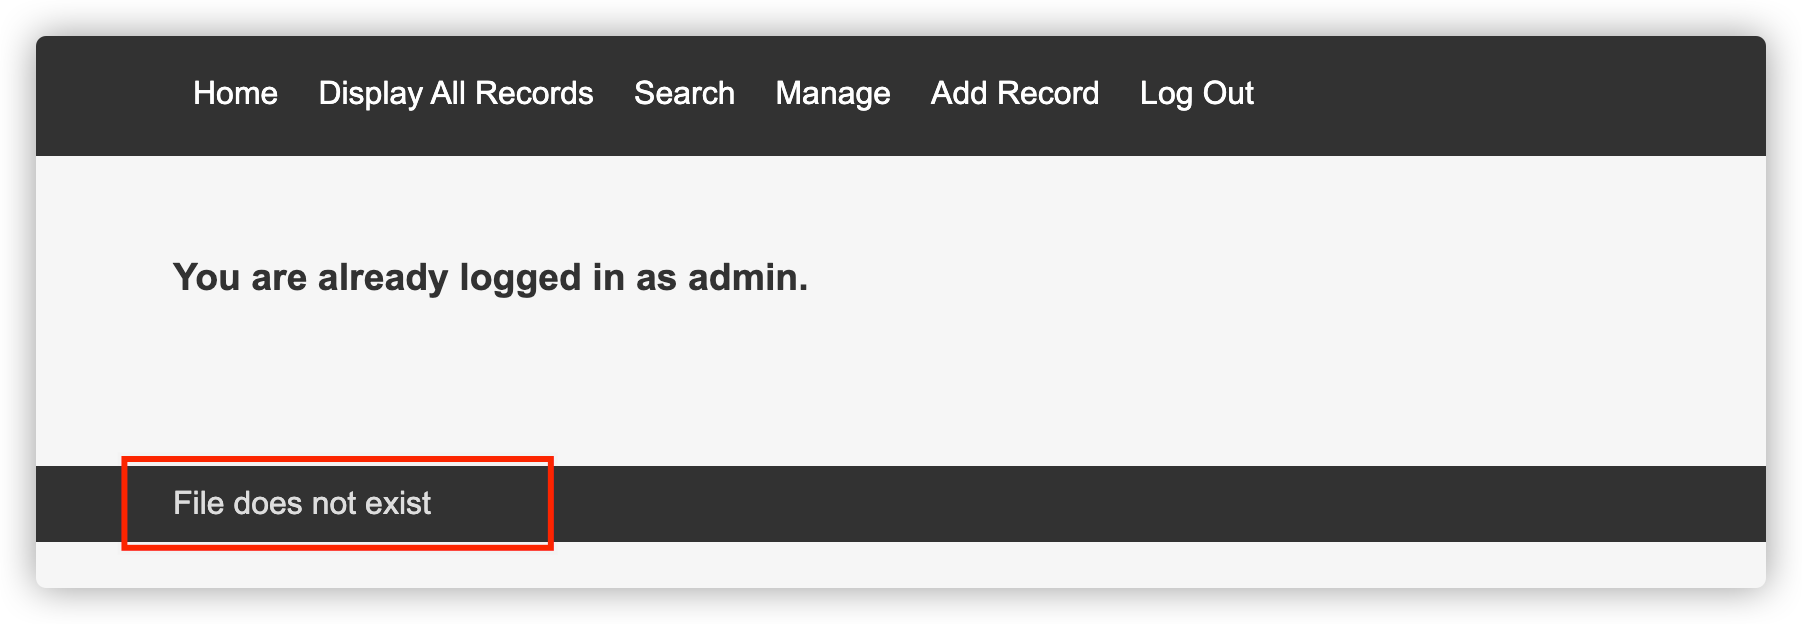 Home Display All Records Search Manage Add Record Log Out
You are already logged in as admin.
File does not exist